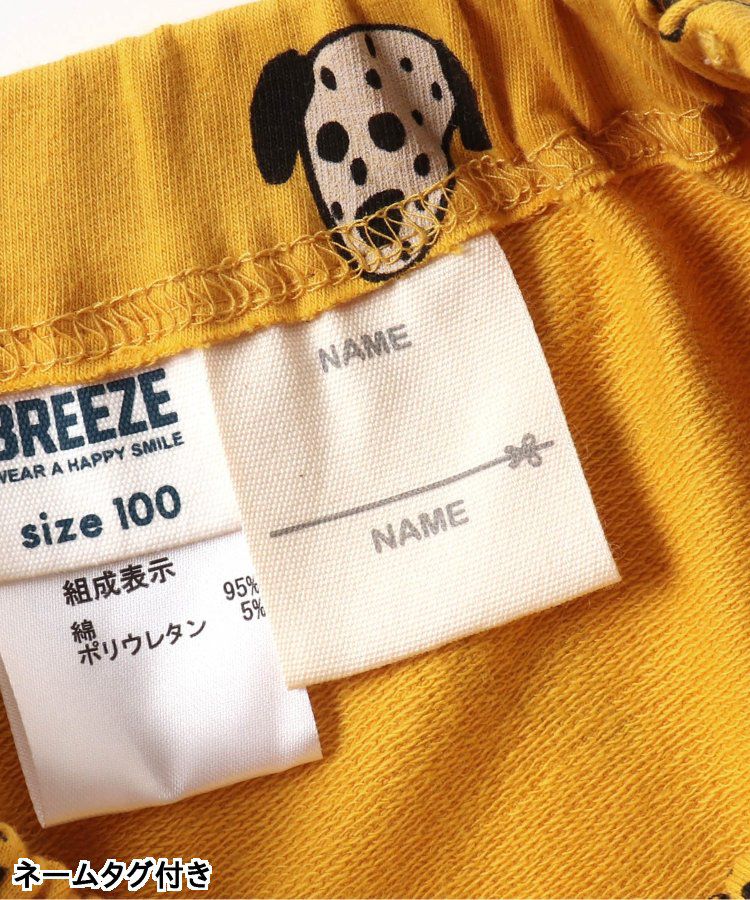 NAME
BREEZE
WEAR A HAPPY SMILE
size 100
NAME
組成表示
綿 95%
ポリウレタン 5%
ネームタグ付き